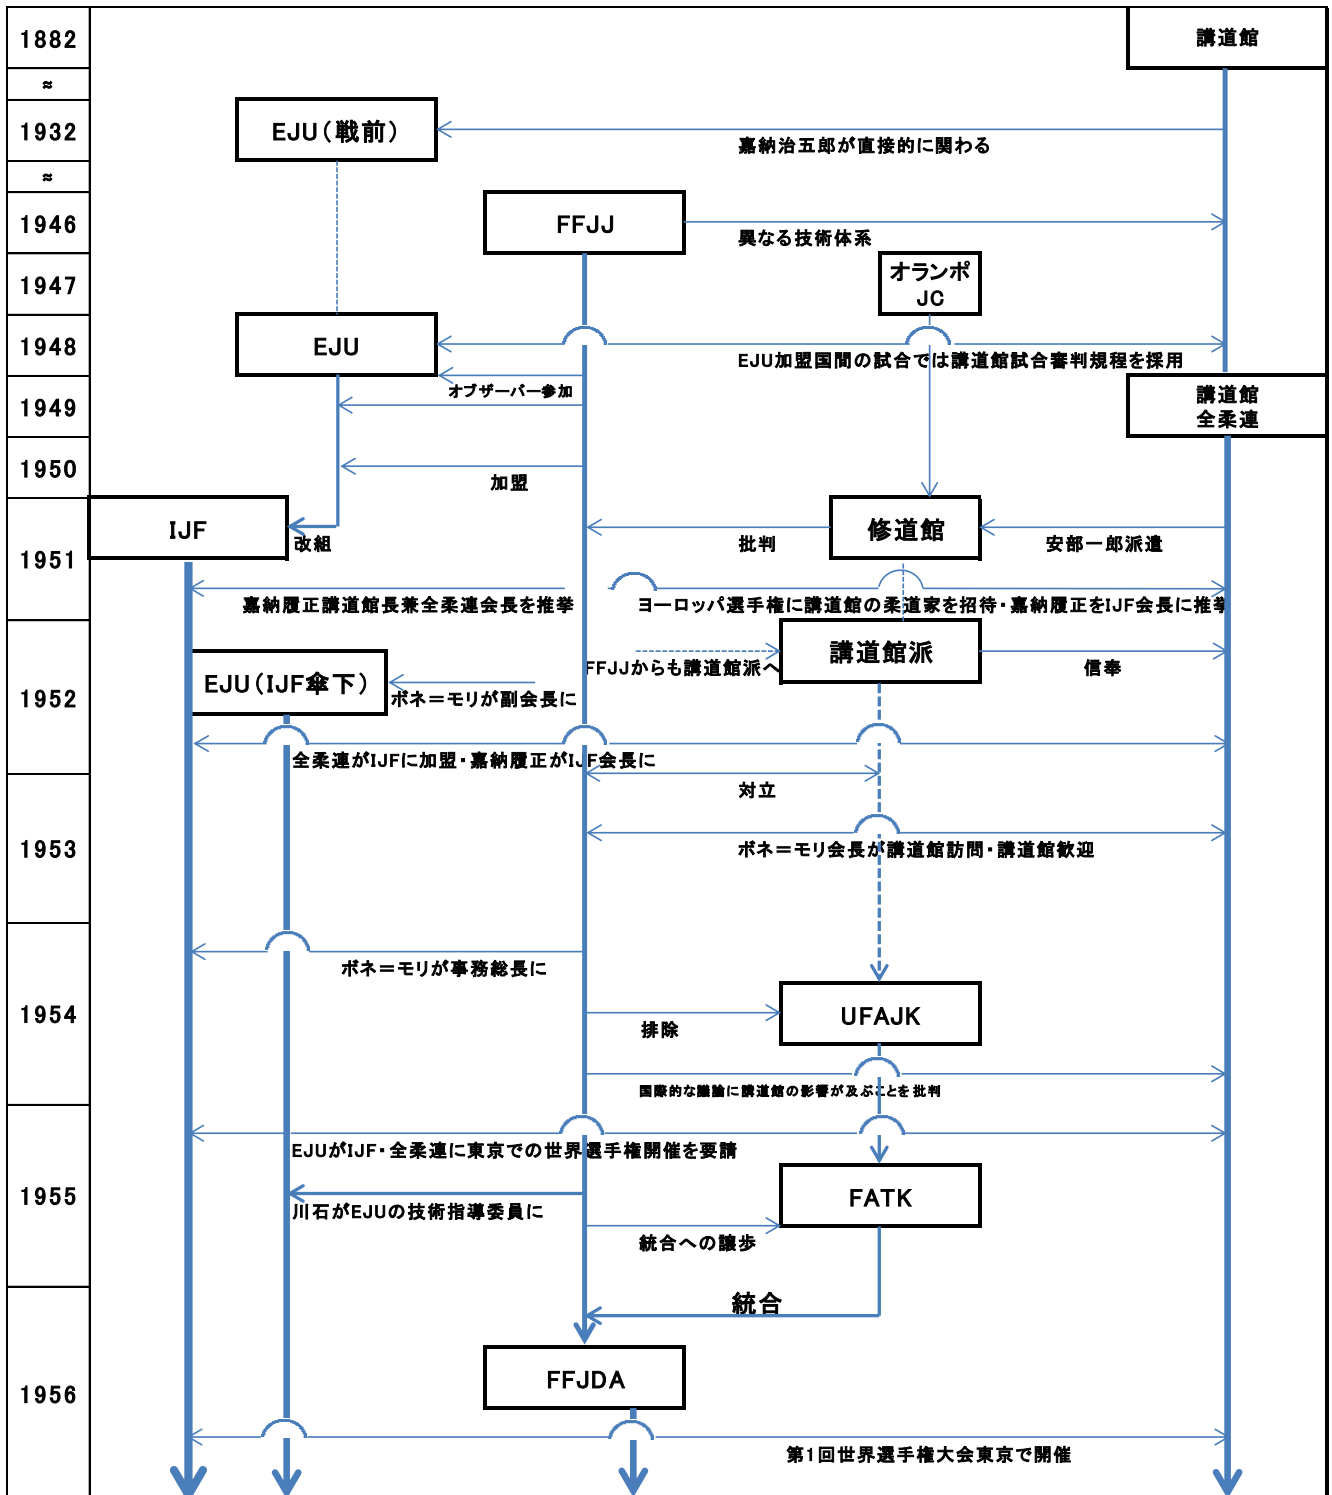 1882
講道館
≈
1932
EJU(戦前)
嘉納治五郎が直接的に関わる
≈
1946
FFJJ
異なる技術体系
1947
オランポ
JC
1948
EJU
EJU加盟国間の試合では講道館試合審判規程を採用
オブザーバー参加
1949
講道館
全柔連
1950
加盟
1951
IJF
改組
批判
修道館
安部一郎派遣
嘉納履正講道館長兼全柔連会長を推挙
ヨーロッパ選手権に講道館の柔道家を招待・嘉納履正をIJF会長に推挙
1952
講道館派
FFJJからも講道館派へ
信奉
EJU(IJF傘下)
ボネ=モリが副会長に
全柔連がIJFに加盟・嘉納履正がIJF会長に
対立
1953
ボネ=モリ会長が講道館訪問・講道館歓迎
ボネ=モリが事務総長に
1954
UFAJK
排除
国際的な議論に講道館の影響が及ぶことを批判
EJUがIJF・全柔連に東京での世界選手権開催を要請
1955
FATK
川石がEJUの技術指導委員に
統合への譲歩
統合
1956
FFJDA
第1回世界選手権大会東京で開催